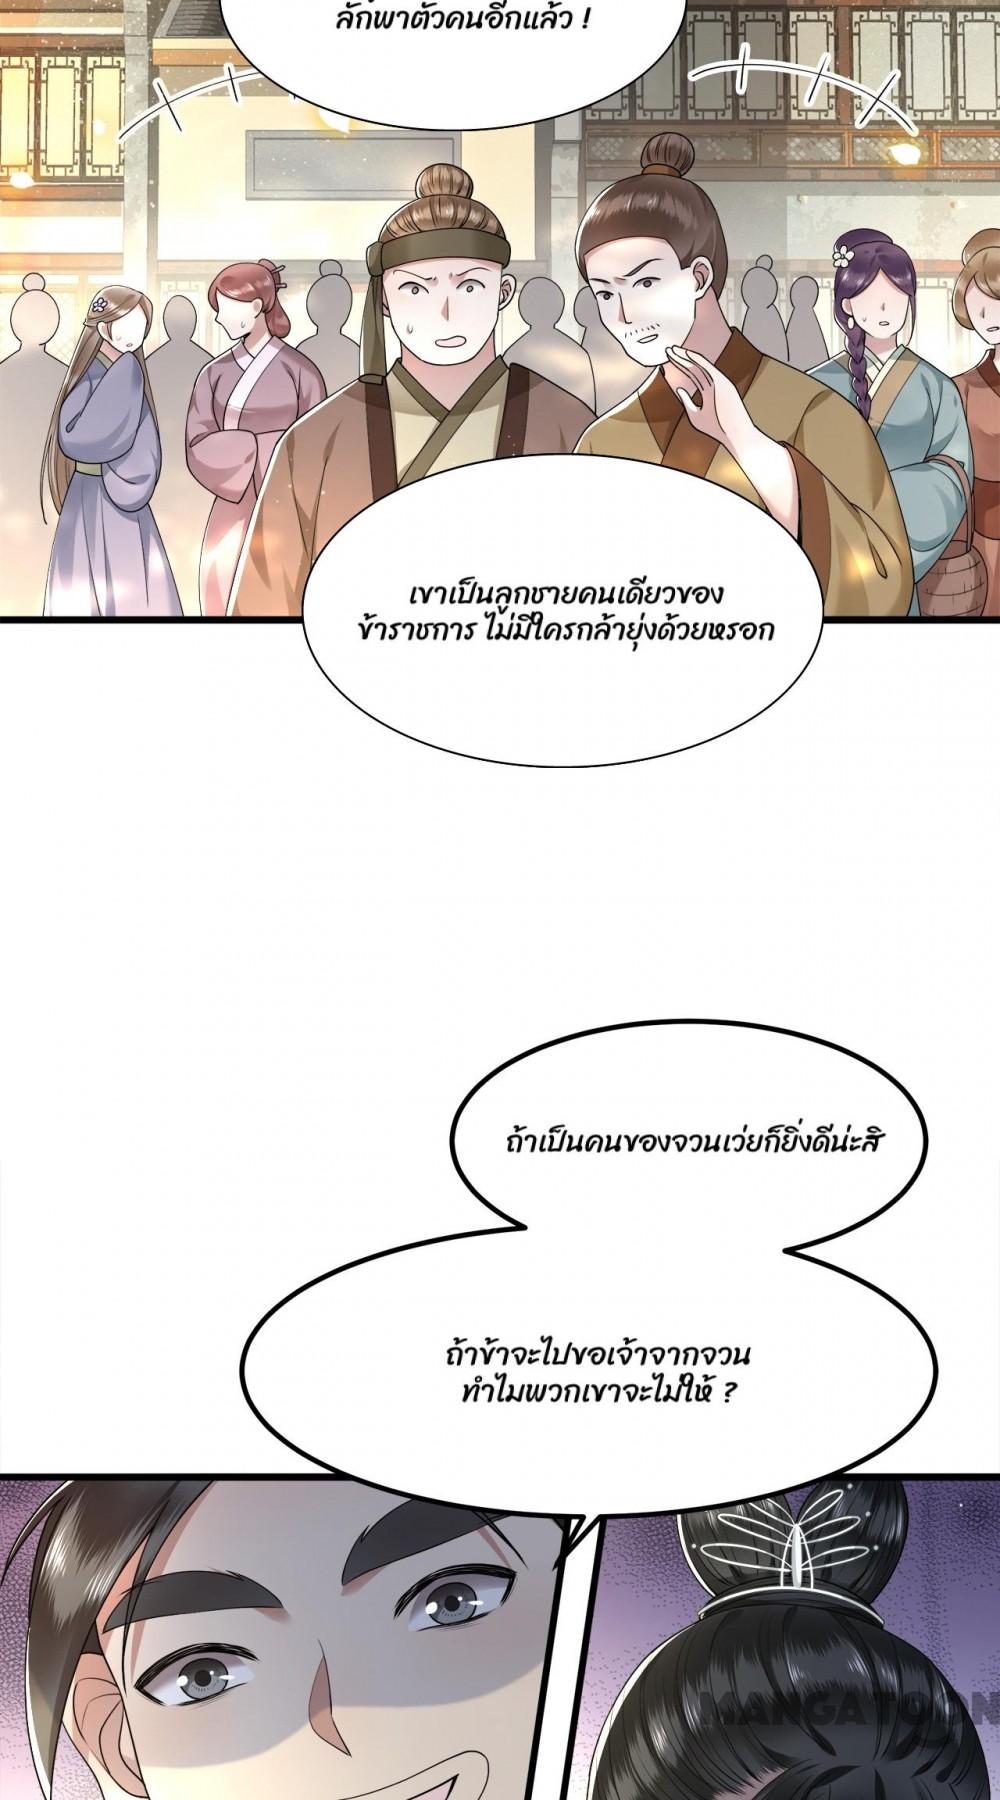 ลักพาตัวคนอีกแล้ว !
เขาเป็นลูกชายคนเดียวของ
ข้าราชการ ไม่มีใครกล้ายุ่งด้วยหรอก
ถ้าเป็นคนของจวนเว่ยก็ยิ่งดีน่ะสิ
ถ้าข้าจะไปขอเจ้าจากจวน
ทำไมพวกเขาจะไม่ให้ ?
MANGATOON